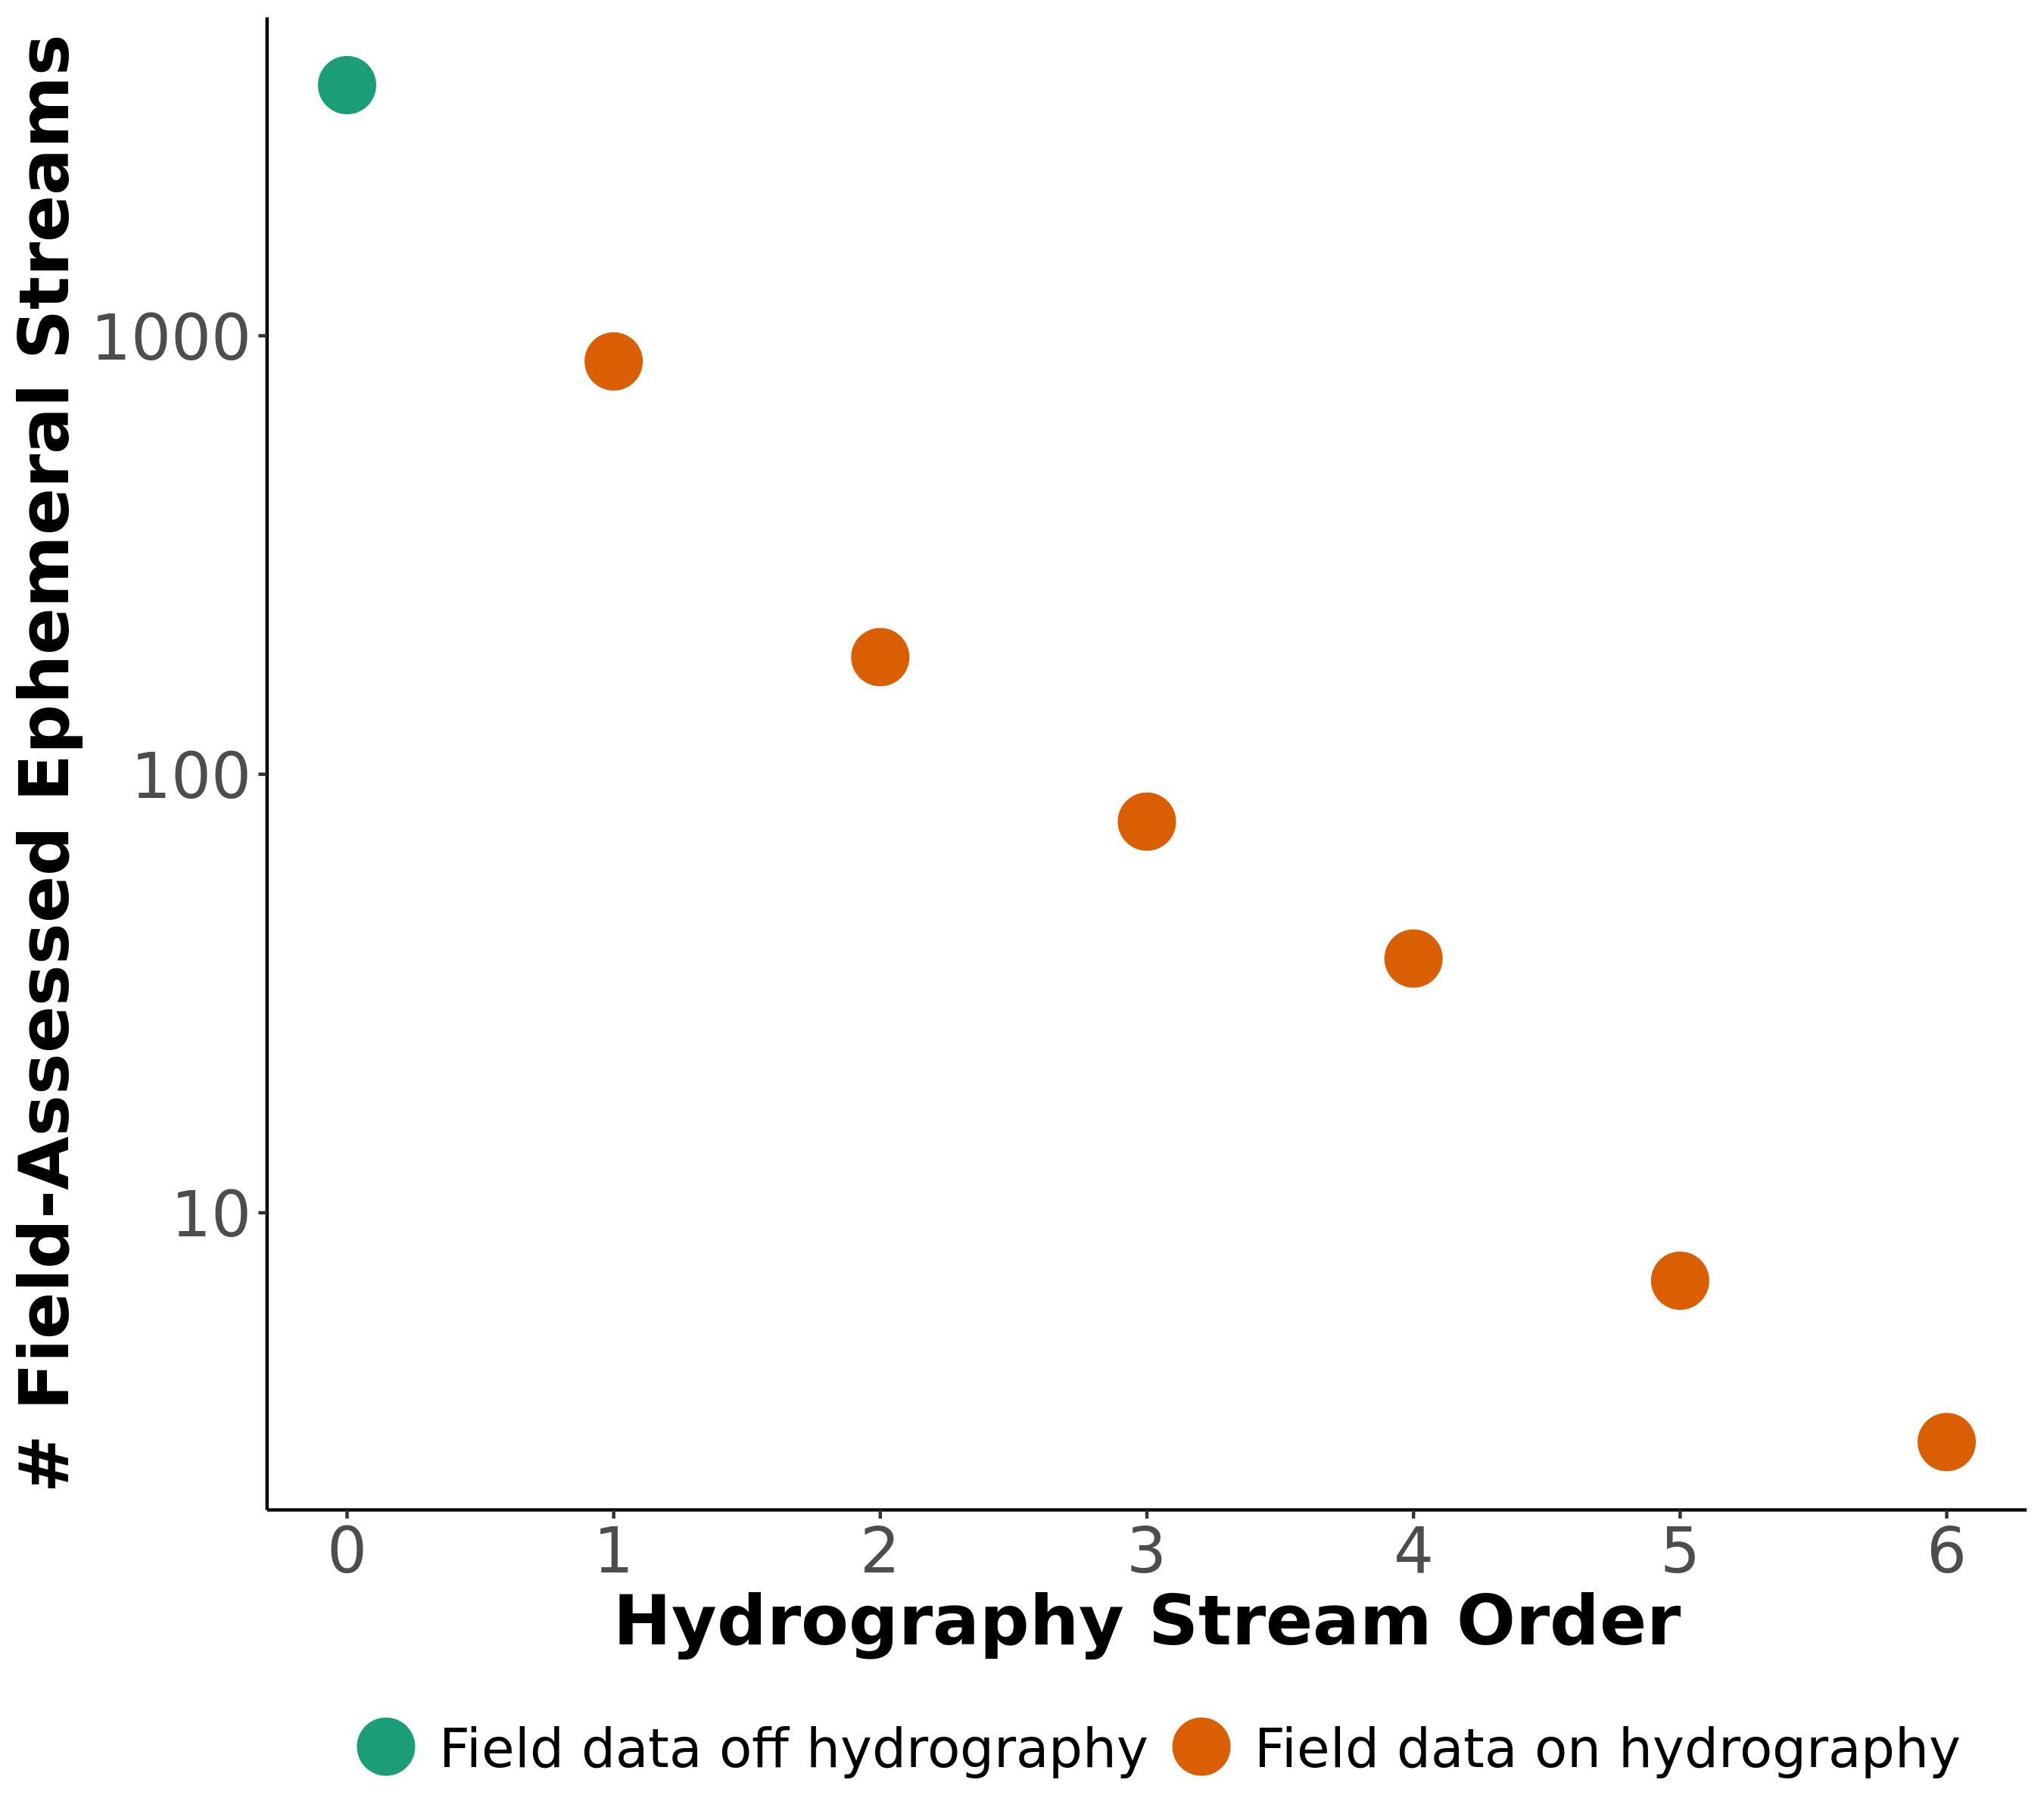 # Field-Assessed Ephemeral Streams
1000
100
10
0 1 2 3 4 5 6
Hydrography Stream Order
Field data off hydrography Field data on hydrography